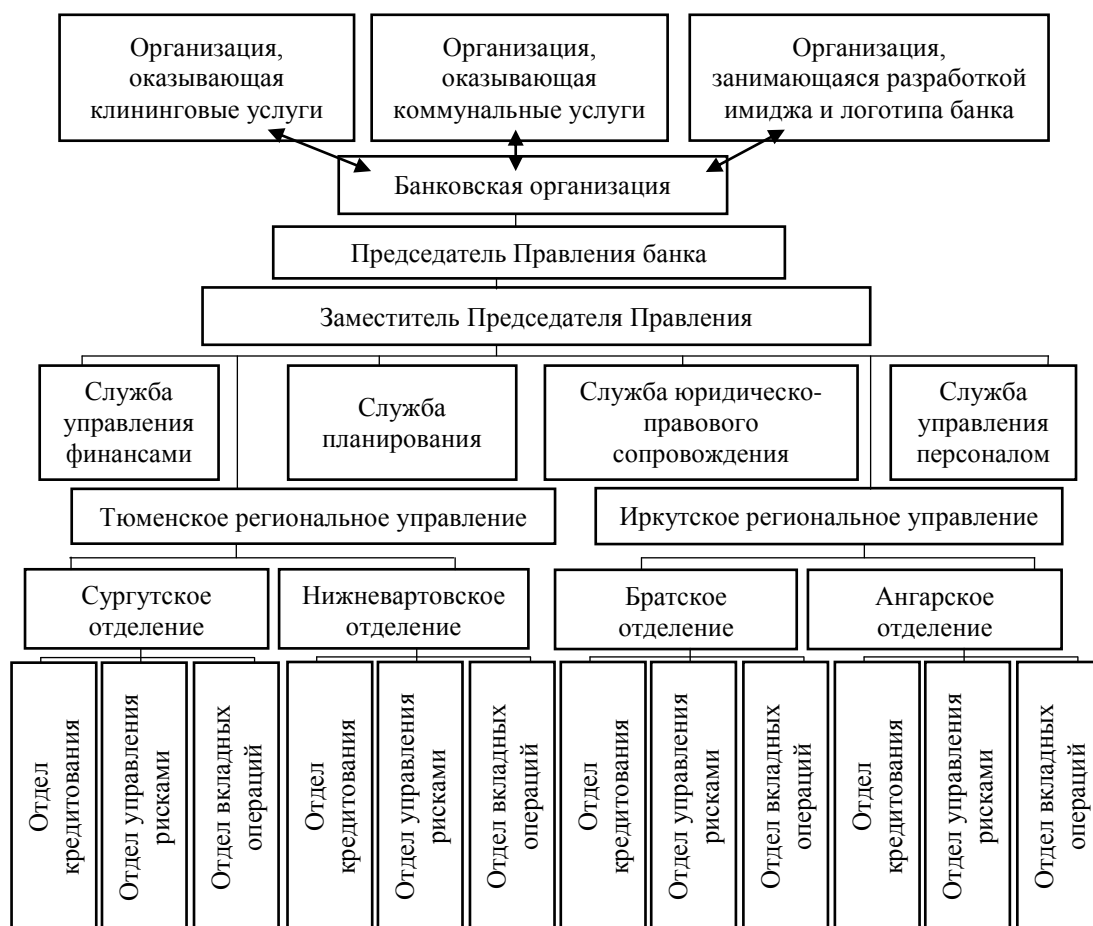 Организация,
оказывающая
клининговые услуги
Организация,
оказывающая
коммунальные услуги
Организация,
занимающаяся разработкой
имиджа и логотипа банка
Банковская организация
Председатель Правления банка
Заместитель Председателя Правления
Служба
управления
финансами
Служба
планирования
Служба юридическо-
правового
сопровождения
Служба
управления
персоналом
Тюменское региональное управление
Иркутское региональное управление
Сургутское
отделение
Нижневартовское
отделение
Братское
отделение
Ангарское
отделение
Отдел
кредитования
Отдел управления
рисками
Отдел вкладных
операций
Отдел
кредитования
Отдел управления
рисками
Отдел вкладных
операций
Отдел
кредитования
Отдел управления
рисками
Отдел вкладных
операций
Отдел
кредитования
Отдел управления
рисками
Отдел вкладных
операций